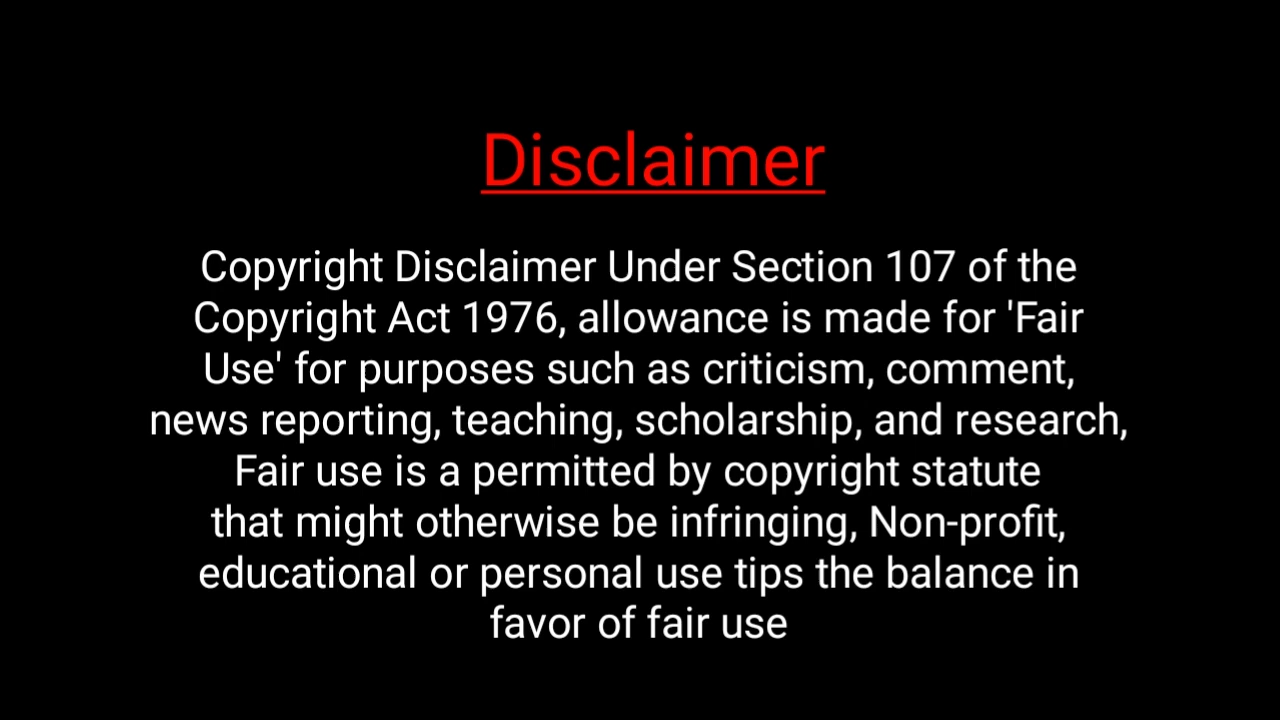 Disclaimer
Copyright Disclaimer Under Section 107 of the
Copyright Act 1976, allowance is made for 'Fair
Use' for purposes such as criticism, comment,
news reporting, teaching, scholarship, and research,
Fair use is a permitted by copyright statute
that might otherwise be infringing, Non-profit,
educational or personal use tips the balance in
favor of fair use